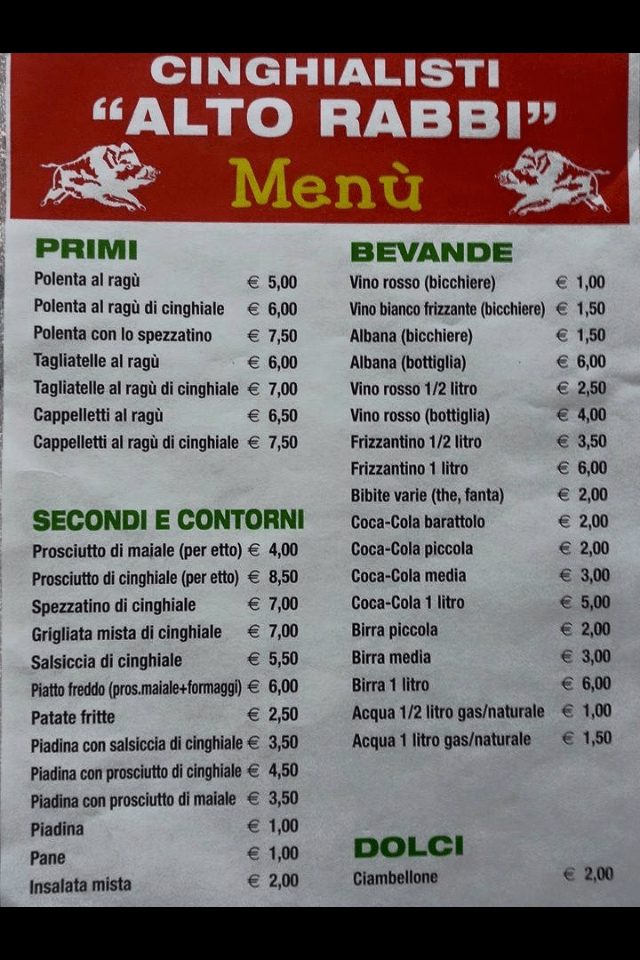 CINGHIALISTI
"ALTO RABBI"
Menù
PRIMI
Polenta al ragù € 5,00
Polenta al ragù di cinghiale € 6,00
Polenta con lo spezzatino € 7,50
Tagliatelle al ragù € 6,00
Tagliatelle al ragù di cinghiale € 7,00
Cappelletti al ragù € 6,50
Cappelletti al ragù di cinghiale € 7,50
SECONDI E CONTORNI
Prosciutto di maiale (per etto) € 4,00
Prosciutto di cinghiale (per etto) € 8,50
Spezzatino di cinghiale € 7,00
Grigliata mista di cinghiale € 7,00
Salsiccia di cinghiale € 5,50
Piatto freddo (pros.maiale+formaggi) € 6,00
Patate fritte € 2,50
Piadina con salsiccia di cinghiale € 3,50
Piadina con prosciutto di cinghiale € 4,50
Piadina con prosciutto di maiale € 3,50
Piadina € 1,00
Pane € 1,00
Insalata mista € 2,00
BEVANDE
Vino rosso (bicchiere) € 1,00
Vino bianco frizzante (bicchiere) € 1,50
Albana (bicchiere) € 1,50
Albana (bottiglia) € 6,00
Vino rosso 1/2 litro € 2,50
Vino rosso (bottiglia) € 4,00
Frizzantino 1/2 litro € 3,50
Frizzantino 1 litro € 6,00
Bibite varie (the, fanta) € 2,00
Coca-Cola barattolo € 2,00
Coca-Cola piccola € 2,00
Coca-Cola media € 3,00
Coca-Cola 1 litro € 5,00
Birra piccola € 2,00
Birra media € 3,00
Birra 1 litro € 6,00
Acqua 1/2 litro gas/naturale € 1,00
Acqua 1 litro gas/naturale € 1,50
DOLCI
Ciambellone € 2,00